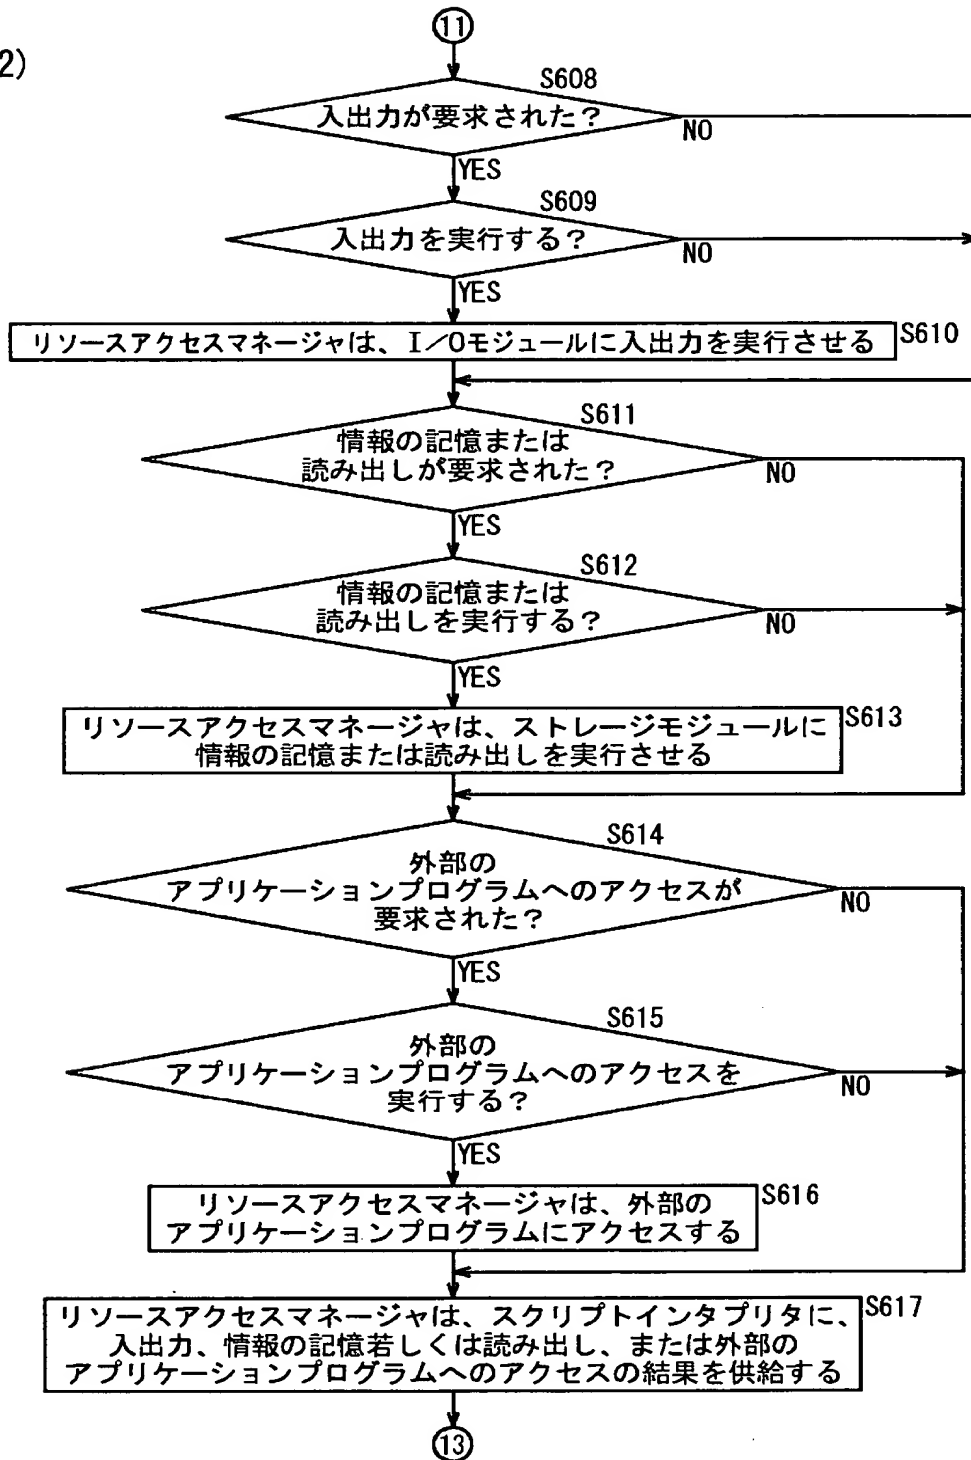 11
2)
S608
入出力が要求された?
NO
YES
S609
入出力を実行する?
NO
YES
リソースアクセスマネージャは、I/Oモジュールに入出力を実行させる
S610
S611
情報の記憶または
読み出しが要求された?
NO
YES
S612
情報の記憶または
読み出しを実行する?
NO
YES
リソースアクセスマネージャは、ストレージモジュールに
情報の記憶または読み出しを実行させる
S613
S614
外部の
アプリケーションプログラムへのアクセスが
要求された?
NO
YES
S615
外部の
アプリケーションプログラムへのアクセスを
実行する?
NO
YES
リソースアクセスマネージャは、外部の
アプリケーションプログラムにアクセスする
S616
リソースアクセスマネージャは、スクリプトインタプリタに、
入出力、情報の記憶若しくは読み出し、または外部の
アプリケーションプログラムへのアクセスの結果を供給する
S617
13